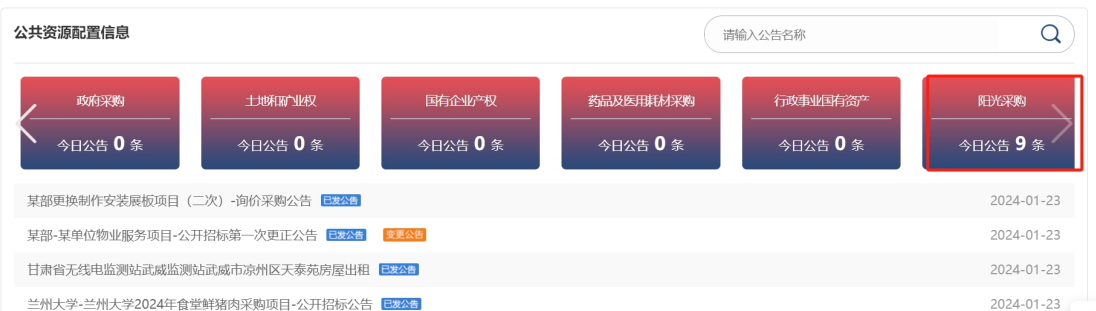 公共资源配置信息
请输入公告名称
政府采购
今日公告 0 条
土地和矿业权
今日公告 0 条
国有企业产权
今日公告 0 条
药品及医用耗材采购
今日公告 0 条
行政事业国有资产
今日公告 0 条
阳光采购
今日公告 9 条
某部更换制作安装展板项目（二次）-询价采购公告 已发公告 2024-01-23
某部-某单位物业服务项目-公开招标第一次更正公告 已发公告 变更公告 2024-01-23
甘肃省无线电监测站武威监测站武威市凉州区天泰苑房屋出租 已发公告 2024-01-23
兰州大学-兰州大学2024年食堂鲜猪肉采购项目-公开招标公告 已发公告 2024-01-23